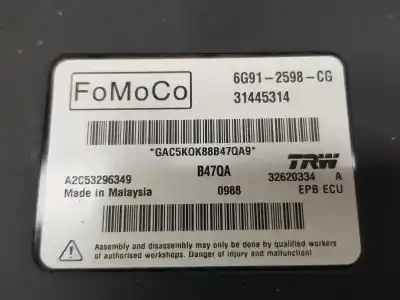 FoMoCo
6G91-2598-CG
31445314
*GAC5KOK88B47QA9*
A2C53296349
B47QA
TRW
32620334 A
Made in Malaysia
0988
EPB ECU
Assembly and disassembly may only be done by qualified workers
of authorised workshops. Danger of injury and malfunction